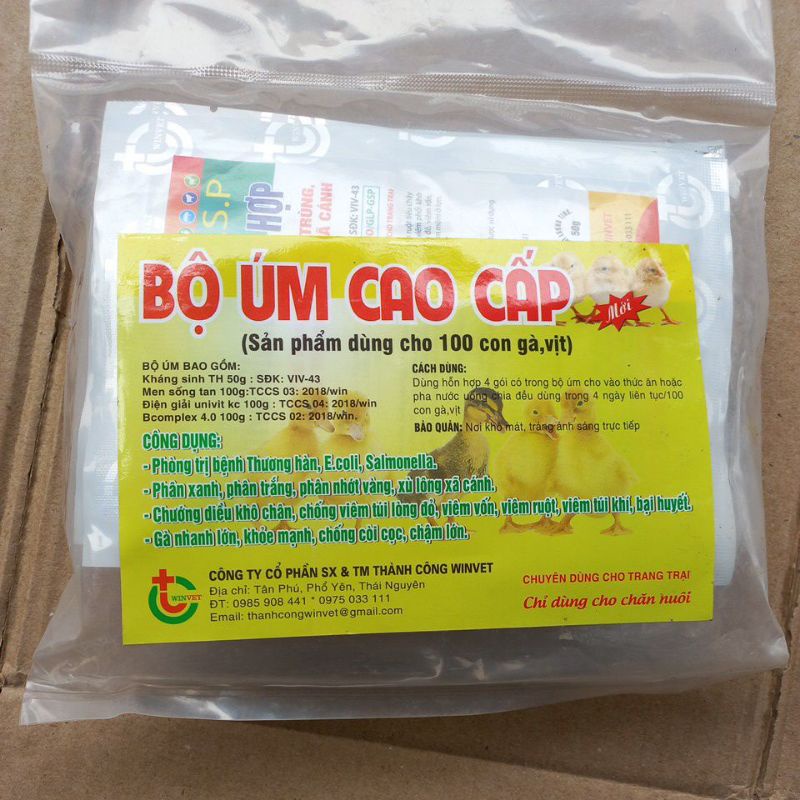 WINVET
S.P
HỢP
TRÙNG,
Ã CÁNH
SĐK: VIV-43
O/GLP-GSP
50g
WINVET
033111
BỘ ÚM CAO CẤP
Mới
(Sản phẩm dùng cho 100 con gà,vịt)
BỘ ÚM BAO GỒM:
Kháng sinh TH 50g : SĐK: VIV-43
Men sống tan 100g:TCCS 03: 2018/win
Điện giải univit kc 100g : TCCS 04: 2018/win
Bcomplex 4.0 100g : TCCS 02: 2018/win.
CÁCH DÙNG:
Dùng hỗn hợp 4 gói có trong bộ úm cho vào thức ăn hoặc
pha nước uống chia đều dùng trong 4 ngày liên tục/100
con gà,vịt
BẢO QUẢN: Nơi khô mát, tránh ánh sáng trực tiếp
CÔNG DỤNG:
-Phòng trị bệnh Thương hàn, E.coli, Salmonella.
-Phân xanh, phân trắng, phân nhớt vàng, xù lông xã cánh.
-Chướng diều khô chân, chống viêm túi lòng đỏ, viêm vốn, viêm ruột, viêm túi khí, bại huyết.
-Gà nhanh lớn, khỏe mạnh, chống còi cọc, chậm lớn.
WINVET
CÔNG TY CỔ PHẦN SX & TM THÀNH CÔNG WINVET
Địa chỉ: Tân Phú, Phổ Yên, Thái Nguyên
ĐT: 0985 908 441 * 0975 033 111
Email: thanhcongwinvet@gmail.com
CHUYÊN DÙNG CHO TRANG TRẠI
Chỉ dùng cho chăn nuôi